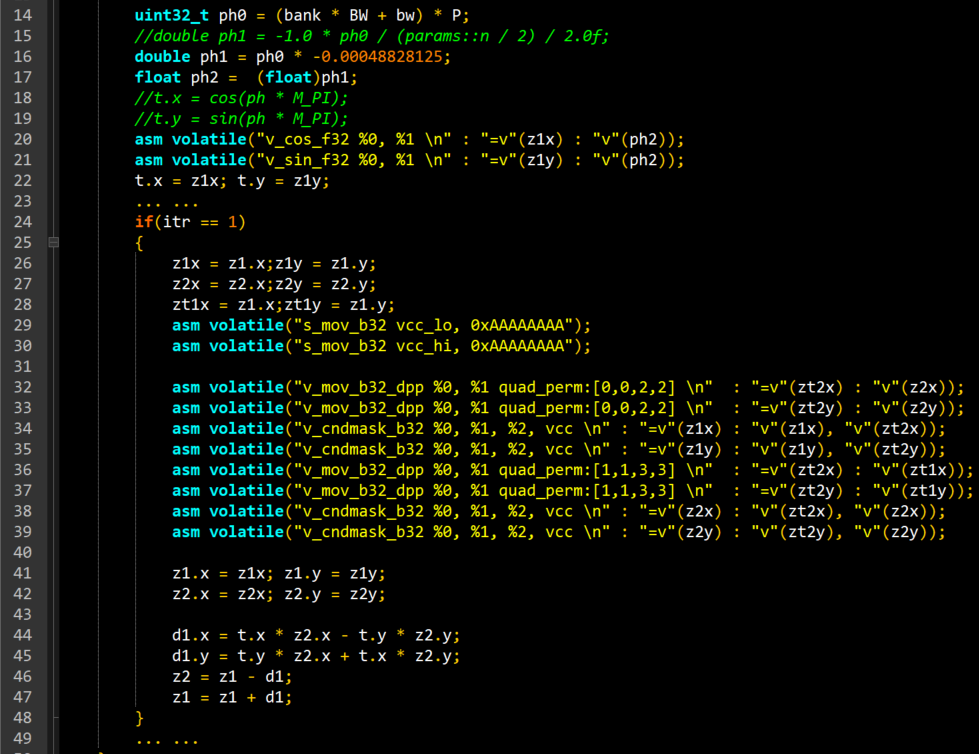 14 uint32_t ph0 = (bank * BW + bw) * P;
15 //double ph1 = -1.0 * ph0 / (params::n / 2) / 2.0f;
16 double ph1 = ph0 * -0.00048828125;
17 float ph2 =  (float)ph1;
18 //t.x = cos(ph * M_PI);
19 //t.y = sin(ph * M_PI);
20 asm volatile("v_cos_f32 %0, %1 \n" : "=v"(z1x) : "v"(ph2));
21 asm volatile("v_sin_f32 %0, %1 \n" : "=v"(z1y) : "v"(ph2));
22 t.x = z1x; t.y = z1y;
23 ... ...
24 if(itr == 1)
25 {
26 z1x = z1.x;z1y = z1.y;
27 z2x = z2.x;z2y = z2.y;
28 zt1x = z1.x;zt1y = z1.y;
29 asm volatile("s_mov_b32 vcc_lo, 0xAAAAAAAA");
30 asm volatile("s_mov_b32 vcc_hi, 0xAAAAAAAA");
31
32 asm volatile("v_mov_b32_dpp %0, %1 quad_perm:[0,0,2,2] \n"  : "=v"(zt2x) : "v"(z2x));
33 asm volatile("v_mov_b32_dpp %0, %1 quad_perm:[0,0,2,2] \n"  : "=v"(zt2y) : "v"(z2y));
34 asm volatile("v_cndmask_b32 %0, %1, %2, vcc \n" : "=v"(z1x) : "v"(z1x), "v"(zt2x));
35 asm volatile("v_cndmask_b32 %0, %1, %2, vcc \n" : "=v"(z1y) : "v"(z1y), "v"(zt2y));
36 asm volatile("v_mov_b32_dpp %0, %1 quad_perm:[1,1,3,3] \n"  : "=v"(zt2x) : "v"(zt1x));
37 asm volatile("v_mov_b32_dpp %0, %1 quad_perm:[1,1,3,3] \n"  : "=v"(zt2y) : "v"(zt1y));
38 asm volatile("v_cndmask_b32 %0, %1, %2, vcc \n" : "=v"(z2x) : "v"(zt2x), "v"(z2x));
39 asm volatile("v_cndmask_b32 %0, %1, %2, vcc \n" : "=v"(z2y) : "v"(zt2y), "v"(z2y));
40
41 z1.x = z1x; z1.y = z1y;
42 z2.x = z2x; z2.y = z2y;
43
44 d1.x = t.x * z2.x - t.y * z2.y;
45 d1.y = t.y * z2.x + t.x * z2.y;
46 z2 = z1 - d1;
47 z1 = z1 + d1;
48 }
49 ... ...